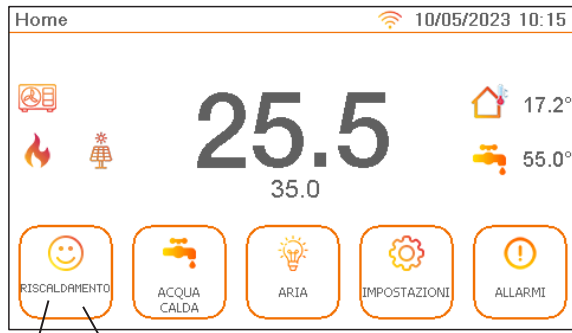 Home 10/05/2023 10:15
25.5
35.0
17.2°
55.0°
RISCALDAMENTO
ACQUA
CALDA
ARIA
IMPOSTAZIONI
ALLARMI